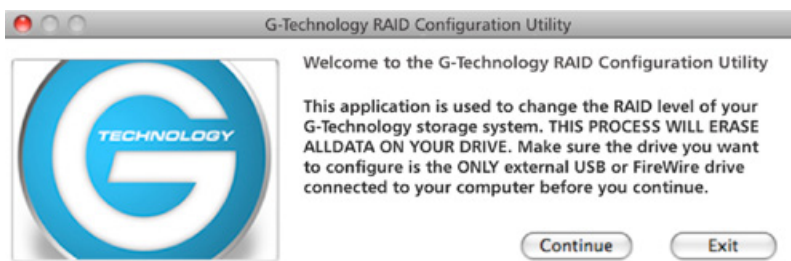 G-Technology RAID Configuration Utility
TECHNOLOGY
Welcome to the G-Technology RAID Configuration Utility
This application is used to change the RAID level of your
G-Technology storage system. THIS PROCESS WILL ERASE
ALLDATA ON YOUR DRIVE. Make sure the drive you want
to configure is the ONLY external USB or FireWire drive
connected to your computer before you continue.
Continue
Exit